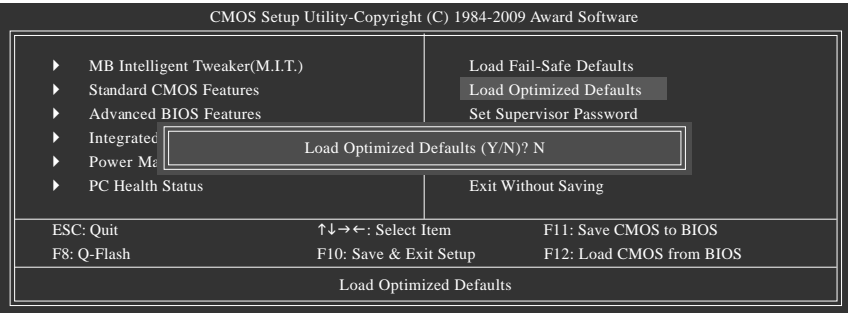 CMOS Setup Utility-Copyright (C) 1984-2009 Award Software
MB Intelligent Tweaker(M.I.T.)
Standard CMOS Features
Advanced BIOS Features
Integrated
Power Ma
PC Health Status
Load Fail-Safe Defaults
Load Optimized Defaults
Set Supervisor Password
Exit Without Saving
Load Optimized Defaults (Y/N)? N
ESC: Quit ↑↓→←: Select Item F11: Save CMOS to BIOS
F8: Q-Flash F10: Save & Exit Setup F12: Load CMOS from BIOS
Load Optimized Defaults